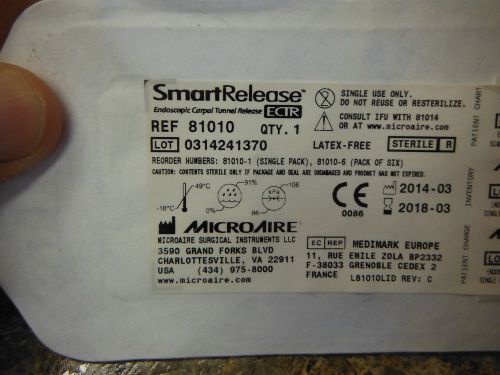 SmartRelease™
Endoscopic Carpal Tunnel Release ECTR
REF 81010 QTY. 1
LOT 0314241370
SINGLE USE ONLY.
DO NOT REUSE OR RESTERILIZE.
CONSULT IFU WITH 81014
OR AT www.microaire.com
LATEX-FREE STERILE R
REORDER NUMBERS: 81010-1 (SINGLE PACK), 81010-6 (PACK OF SIX)
CAUTION: CONTENTS STERILE ONLY IF PACKAGE AND SEAL ARE UNDAMAGED AND PRODUCT HAS NOT EXPIRED.
-18°C 49°C
0% 91%
kPa 86 106
CE
0086
2014-03
2018-03
MICROAIRE
MICROAIRE SURGICAL INSTRUMENTS LLC
3590 GRAND FORKS BLVD
CHARLOTTESVILLE, VA 22911
USA (434) 975-8000
www.microaire.com
EC REP MEDIMARK EUROPE
11, RUE EMILE ZOLA BP2332
F-38033 GRENOBLE CEDEX 2
FRANCE L81010LID REV: C
PATIENT CHART
INVENTORY
PATIENT CHARGE